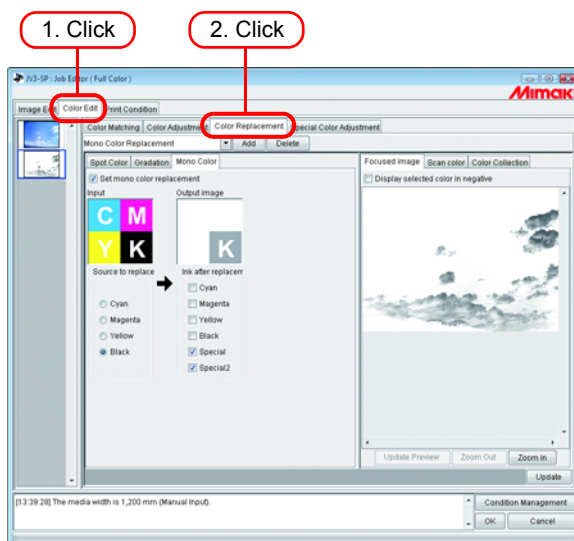 1. Click
2. Click
JV3-SP : Job Editor ( Full Color )
Mimaki
Image Edit Color Edit Print Condition
Color Matching Color Adjustment Color Replacement Special Color Adjustment
Mono Color Replacement Add Delete
Spot Color Gradation Mono Color
Focused image Scan color Color Collection
Set mono color replacement
Display selected color in negative
Input Output image
C M
Y K
K
Source to replace Ink after replacem
Cyan Cyan
Magenta Magenta
Yellow Yellow
Black Black
Special
Special2
Update Preview Zoom Out Zoom In
Update
[13:39:28] The media width is 1,200 mm (Manual Input).
Condition Management
OK Cancel